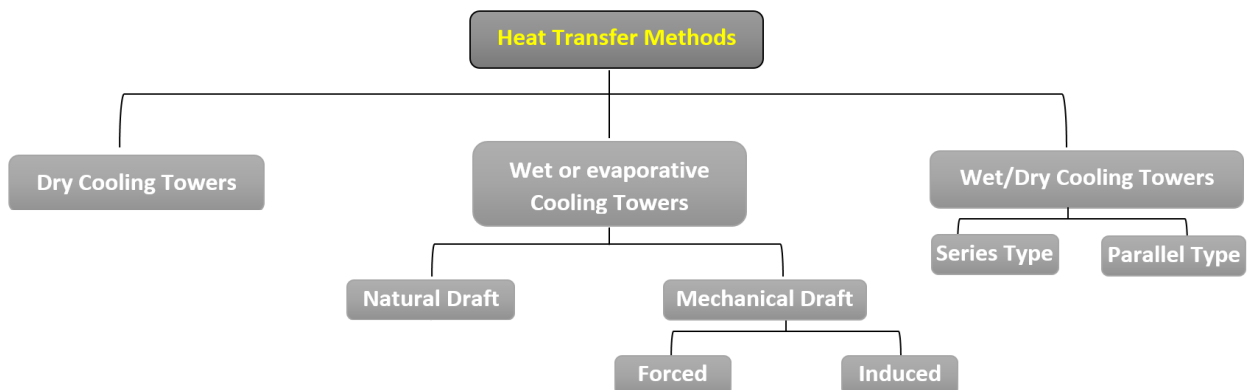 Heat Transfer Methods
Dry Cooling Towers
Wet or evaporative
Cooling Towers
Wet/Dry Cooling Towers
Series Type
Parallel Type
Natural Draft
Mechanical Draft
Forced
Induced